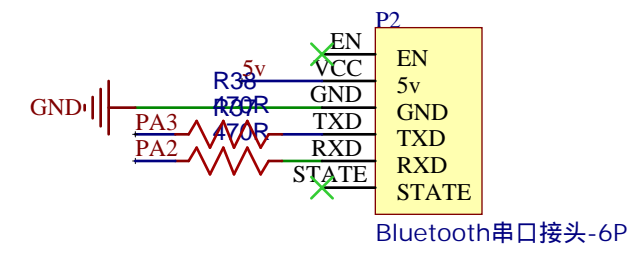 P2
EN
EN
5v
VCC
5v
R38
470R
GND
GND
GND
R37
470R
PA3
TXD
TXD
PA2
RXD
RXD
STATE
STATE
Bluetooth串口接头-6P